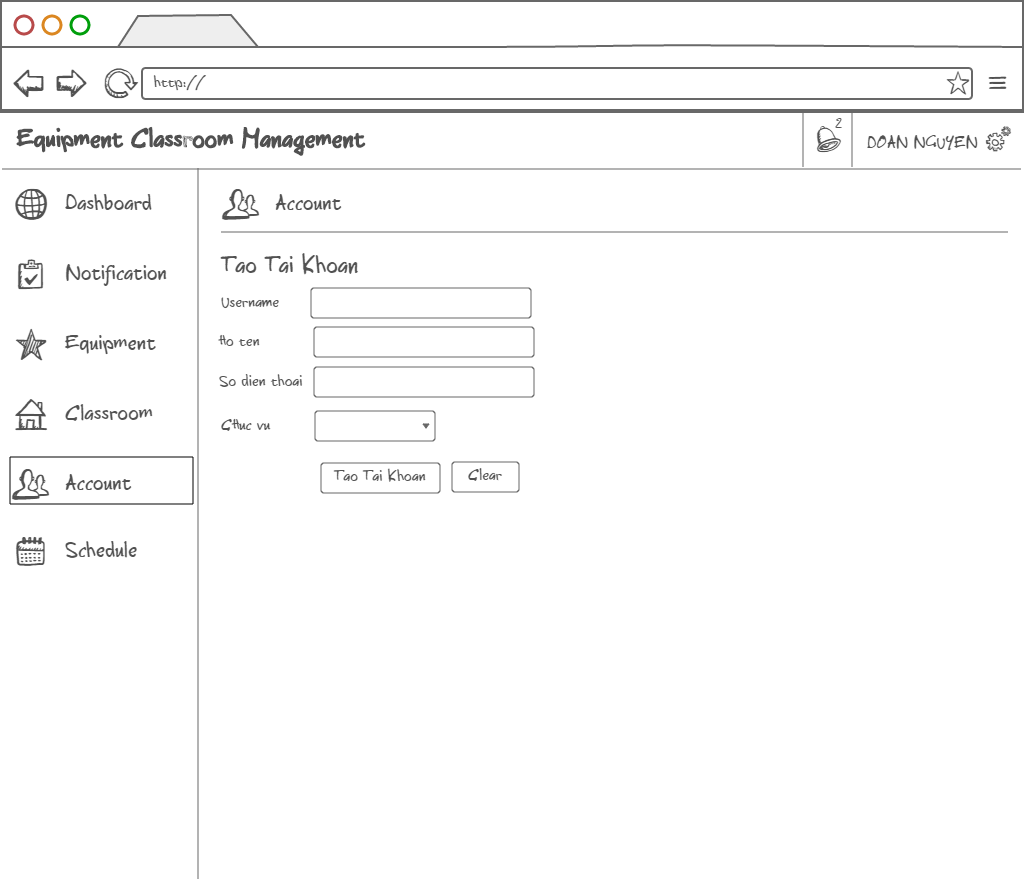 http://
Equipment Classroom Management
2
DOAN NGUYEN
Dashboard
Notification
Equipment
Classroom
Account
Schedule
Account
Tao Tai Khoan
Username
Ho ten
So dien thoai
Chuc vu
Tao Tai Khoan
Clear